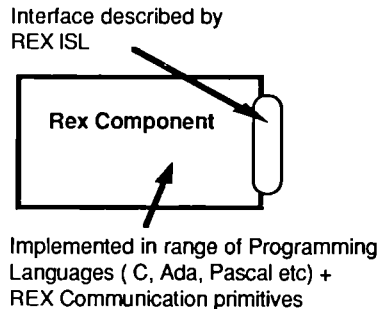 Interface described by
REX ISL
Rex Component
Implemented in range of Programming
Languages ( C, Ada, Pascal etc) +
REX Communication primitives